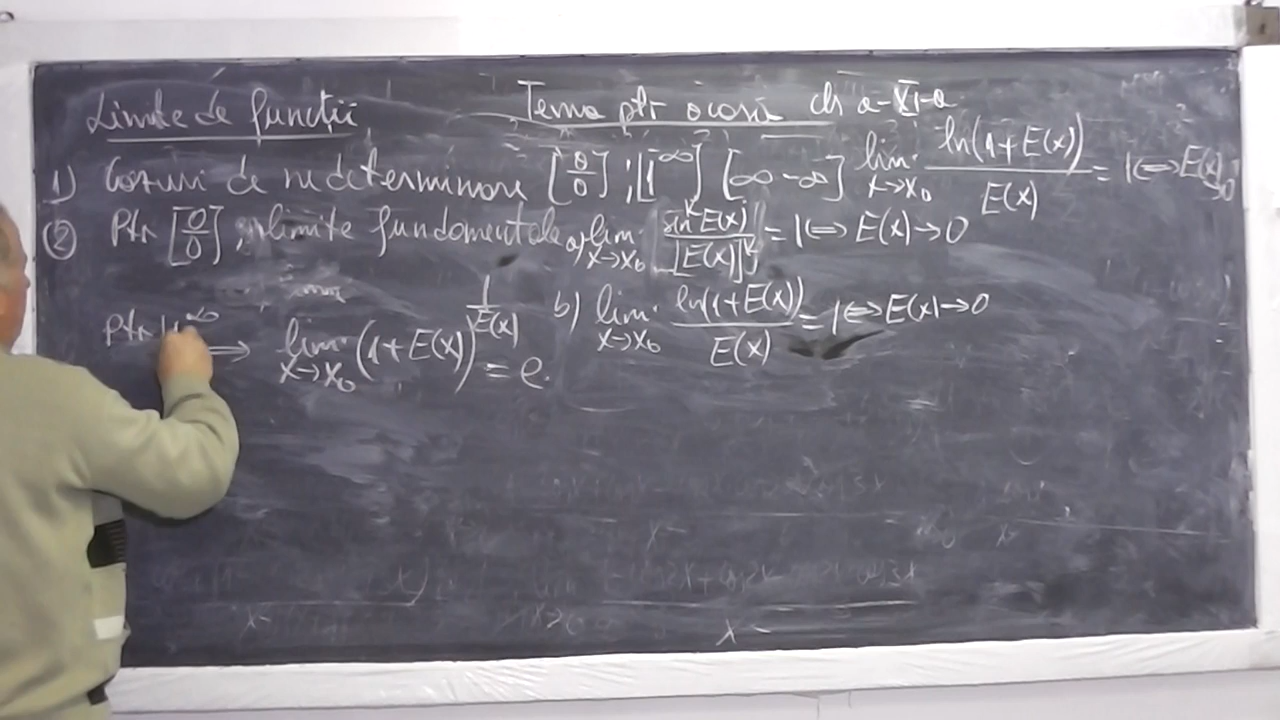 Limite de funcții Tema ptr acasă cls a-XI-a
1) Cazuri de nedeterminare [0/0] ; [1^∞] [∞-∞] lim x→x₀ ln(1+E(x))/E(x) = 1 ⟺ E(x)→0
② Ptr [0/0] ; limite fundamentale a) lim x→x₀ sin^k E(x)/[E(x)]^k = 1 ⟺ E(x)→0
b) lim x→x₀ ln(1+E(x))/E(x) = 1 ⟺ E(x)→0
Ptr 1^∞ ⟹ lim x→x₀ (1+E(x))^(1/E(x)) = e.